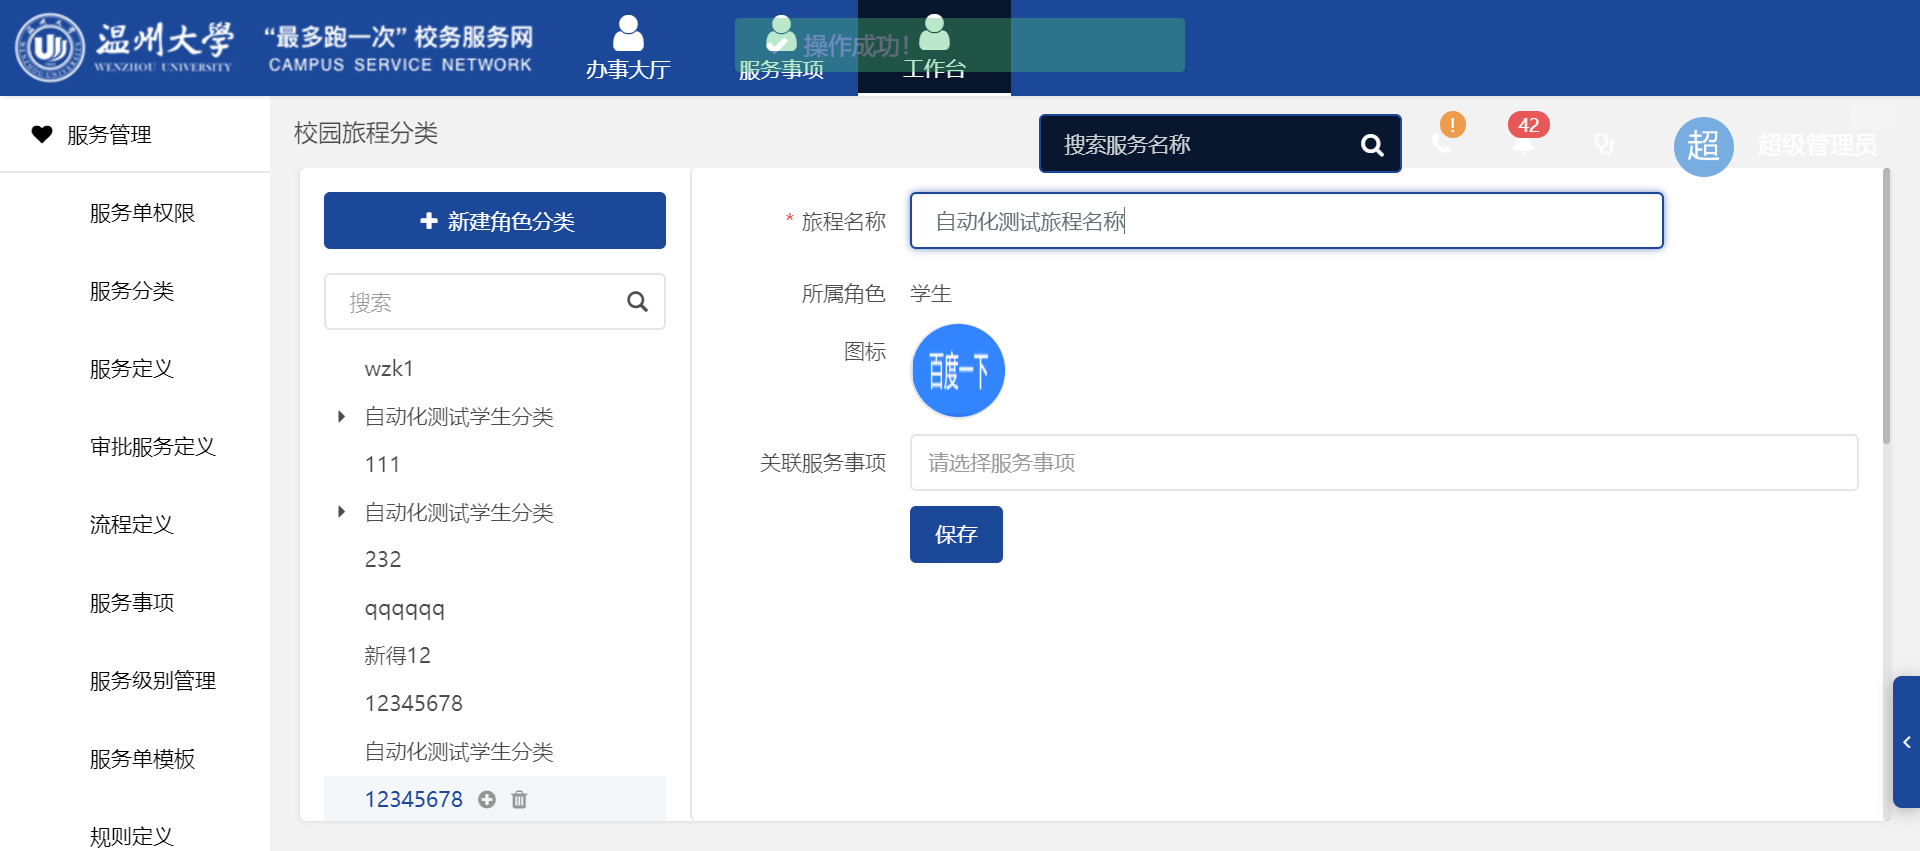 温州大学
WENZHOU UNIVERSITY
“最多跑一次” 校务服务网
CAMPUS SERVICE NETWORK
办事大厅
服务事项
工作台
操作成功!
服务管理
校园旅程分类
搜索服务名称
!
42
超
超级管理员
服务单权限
服务分类
服务定义
审批服务定义
流程定义
服务事项
服务级别管理
服务单模板
规则定义
新建角色分类
搜索
wzk1
自动化测试学生分类
111
自动化测试学生分类
232
qqqqqq
新得12
12345678
自动化测试学生分类
12345678
* 旅程名称
自动化测试旅程名称
所属角色
学生
图标
百度一下
关联服务事项
请选择服务事项
保存